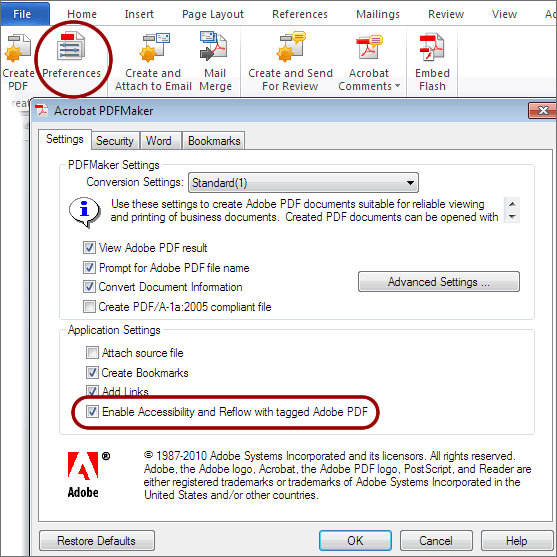 File Home Insert Page Layout References Mailings Review View Ac
Create PDF
Preferences
Create and Attach to Email
Mail Merge
Create and Send For Review
Acrobat Comments
Embed Flash
Acrobat PDFMaker
Settings Security Word Bookmarks
PDFMaker Settings
Conversion Settings: Standard(1)
Use these settings to create Adobe PDF documents suitable for reliable viewing
and printing of business documents. Created PDF documents can be opened with
View Adobe PDF result
Prompt for Adobe PDF file name
Convert Document Information
Advanced Settings ...
Create PDF/A-1a:2005 compliant file
Application Settings
Attach source file
Create Bookmarks
Add Links
Enable Accessibility and Reflow with tagged Adobe PDF
® © 1987-2010 Adobe Systems Incorporated and its licensors. All rights reserved.
Adobe, the Adobe logo, Acrobat, the Adobe PDF logo, PostScript, and Reader are
either registered trademarks or trademarks of Adobe Systems Incorporated in the
United States and/or other countries.
Adobe
Restore Defaults OK Cancel Help